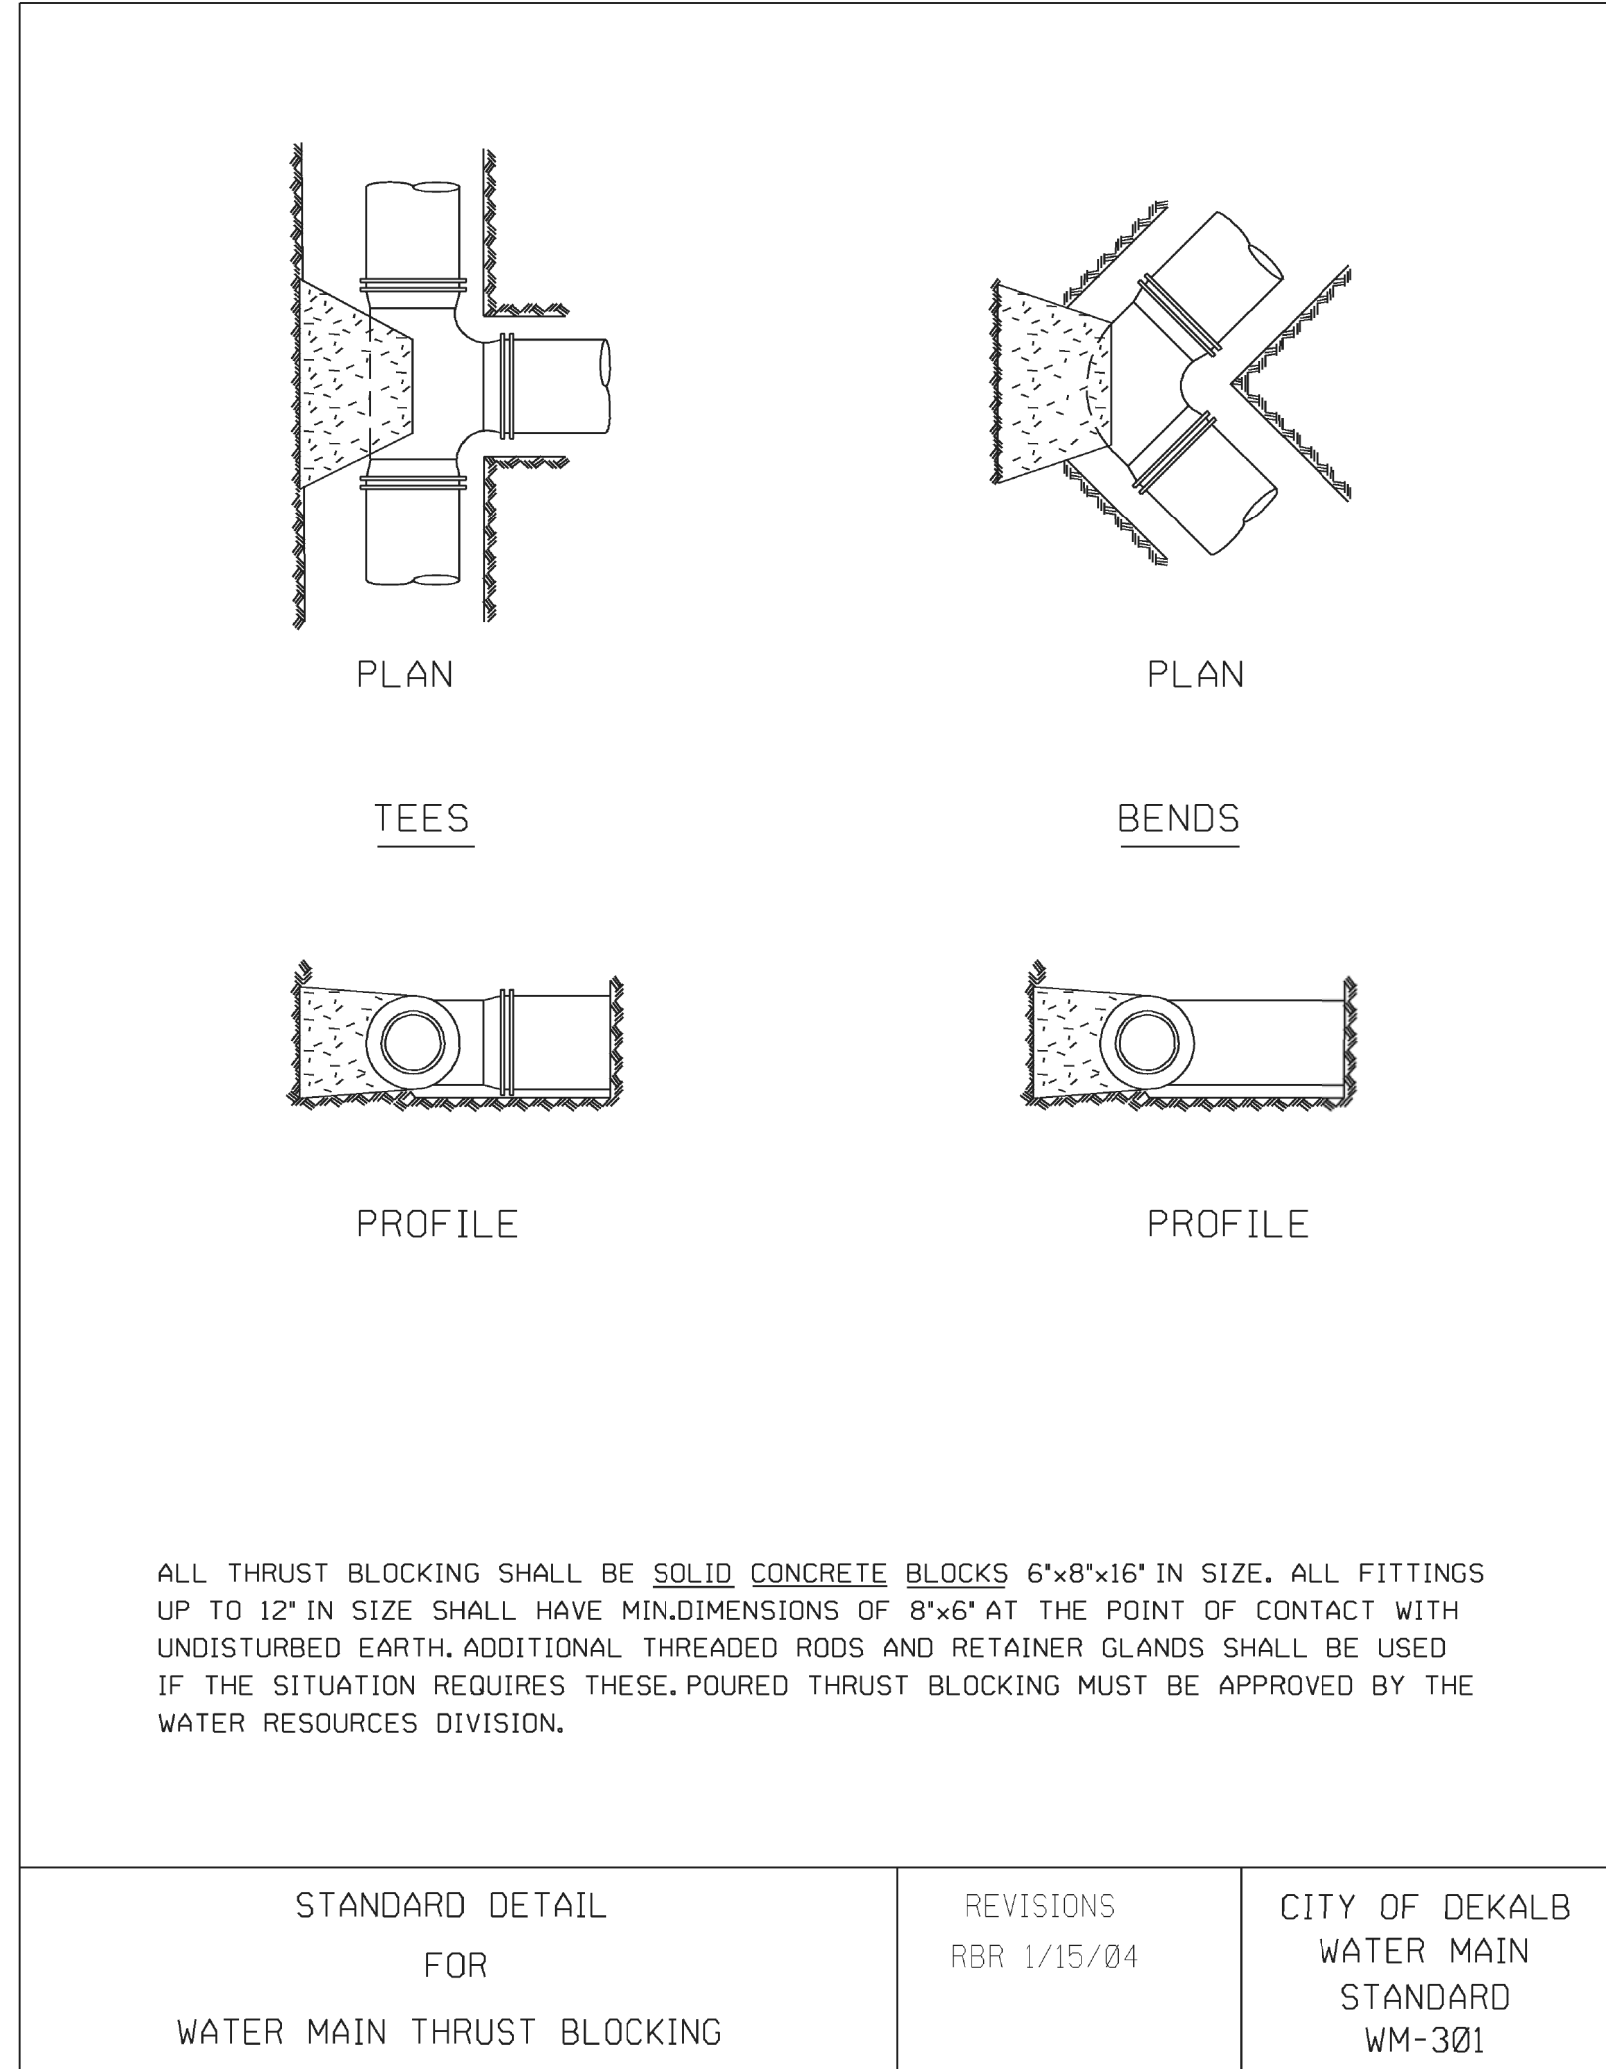 PLAN
PLAN
TEES
BENDS
PROFILE
PROFILE
ALL THRUST BLOCKING SHALL BE SOLID CONCRETE BLOCKS 6"x8"x16" IN SIZE. ALL FITTINGS
UP TO 12" IN SIZE SHALL HAVE MIN.DIMENSIONS OF 8"x6" AT THE POINT OF CONTACT WITH
UNDISTURBED EARTH. ADDITIONAL THREADED RODS AND RETAINER GLANDS SHALL BE USED
IF THE SITUATION REQUIRES THESE. POURED THRUST BLOCKING MUST BE APPROVED BY THE
WATER RESOURCES DIVISION.
STANDARD DETAIL
FOR
WATER MAIN THRUST BLOCKING
REVISIONS
RBR 1/15/04
CITY OF DEKALB
WATER MAIN
STANDARD
WM-301